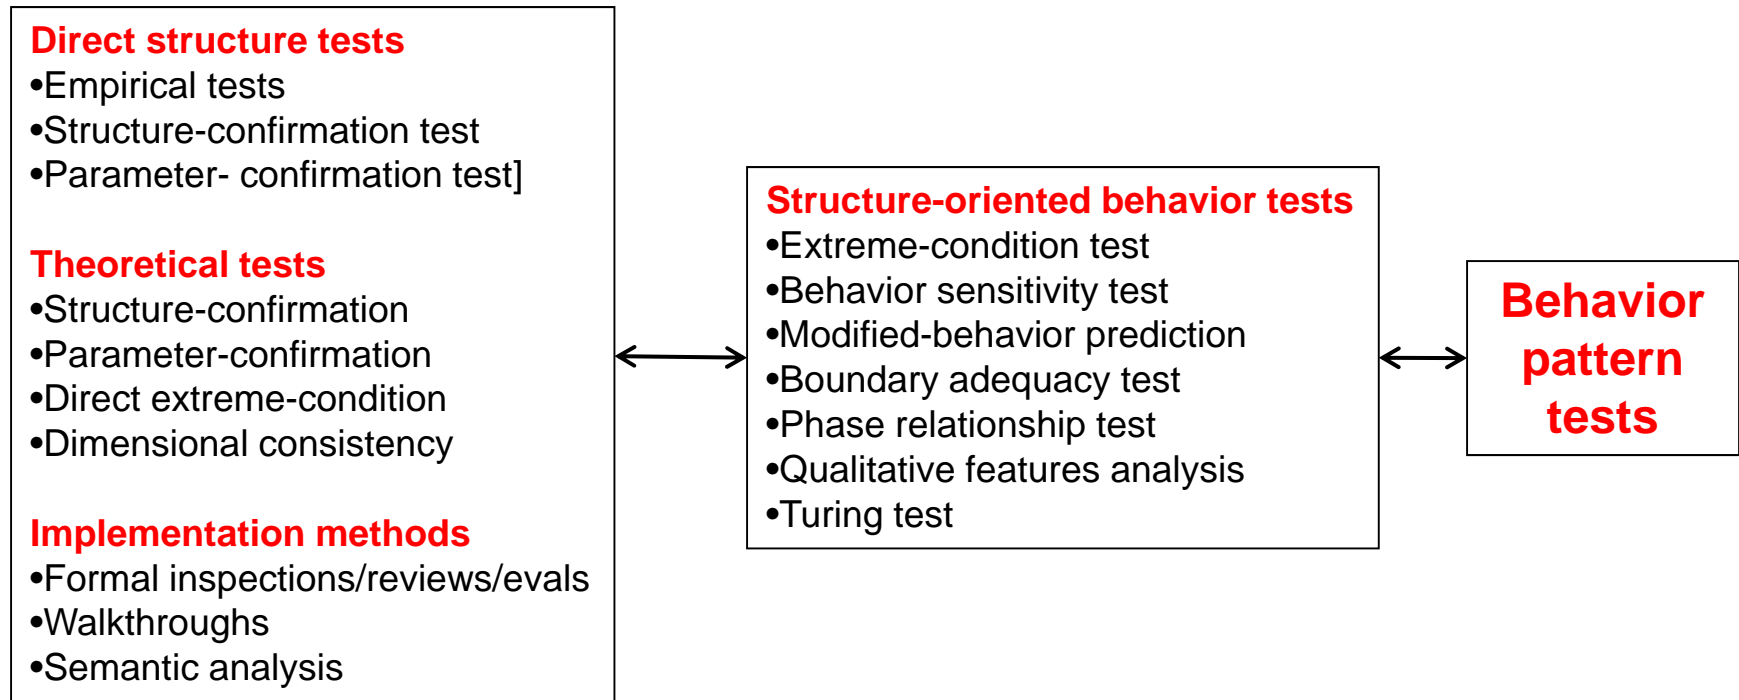 Direct structure tests
•Empirical tests
•Structure-confirmation test
•Parameter- confirmation test]
Theoretical tests
•Structure-confirmation
•Parameter-confirmation
•Direct extreme-condition
•Dimensional consistency
Implementation methods
•Formal inspections/reviews/evals
•Walkthroughs
•Semantic analysis
Structure-oriented behavior tests
•Extreme-condition test
•Behavior sensitivity test
•Modified-behavior prediction
•Boundary adequacy test
•Phase relationship test
•Qualitative features analysis
•Turing test
Behavior
pattern
tests